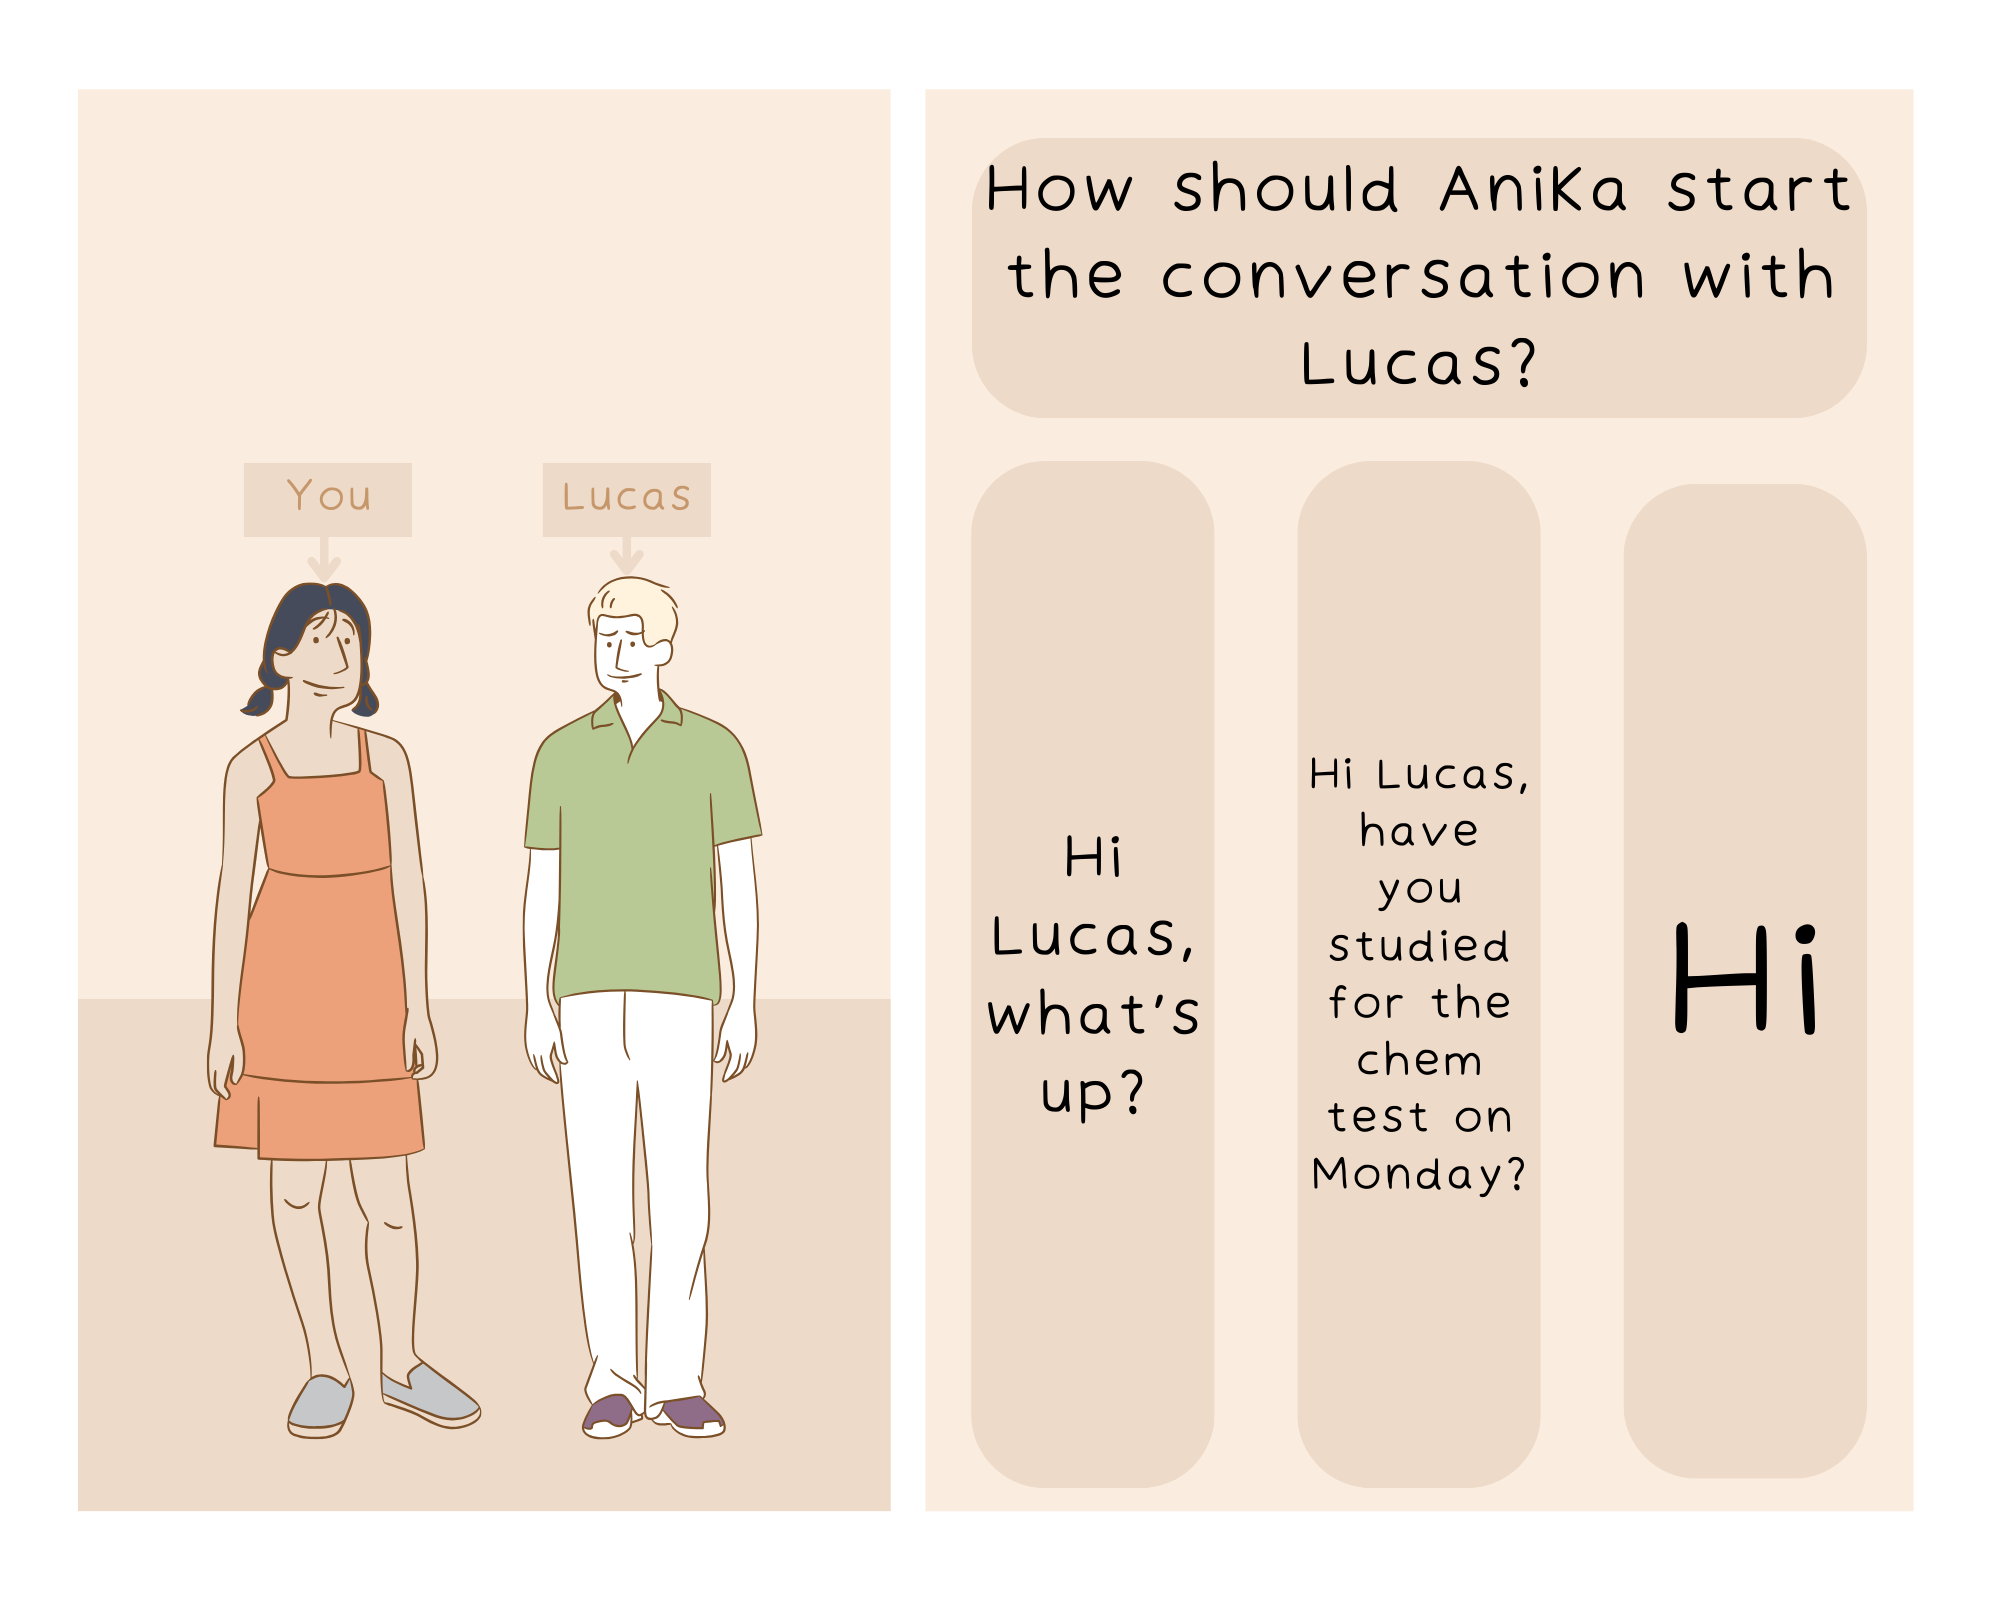 You
Lucas
How should Anika start
the conversation with
Lucas?
Hi
Lucas,
what's
up?
Hi Lucas,
have
you
studied
for the
chem
test on
Monday?
Hi